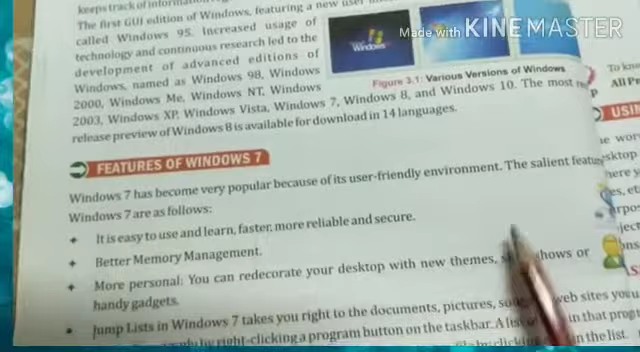 keeps track of information
The first GUI edition of Windows, featuring a new user
called Windows 95. Increased usage of
technology and continuous research led to the
development of advanced editions of
Windows, named as Windows 98, Windows
2000, Windows Me, Windows NT, Windows
2003, Windows XP, Windows Vista, Windows 7, Windows 8, and Windows 10. The most
release preview of Windows 8 is available for download in 14 languages.
Windows
Figure 3.1: Various Versions of Windows
Made with KINEMASTER
FEATURES OF WINDOWS 7
Windows 7 has become very popular because of its user-friendly environment. The salient
Windows 7 are as follows:
It is easy to use and learn, faster, more reliable and secure.
Better Memory Management.
More personal: You can redecorate your desktop with new themes, shows or
handy gadgets.
Jump Lists in Windows 7 takes you right to the documents, pictures, web sites you
by right-clicking a program button on the taskbar. A list in that
clicking in the list.
To
All
USIN